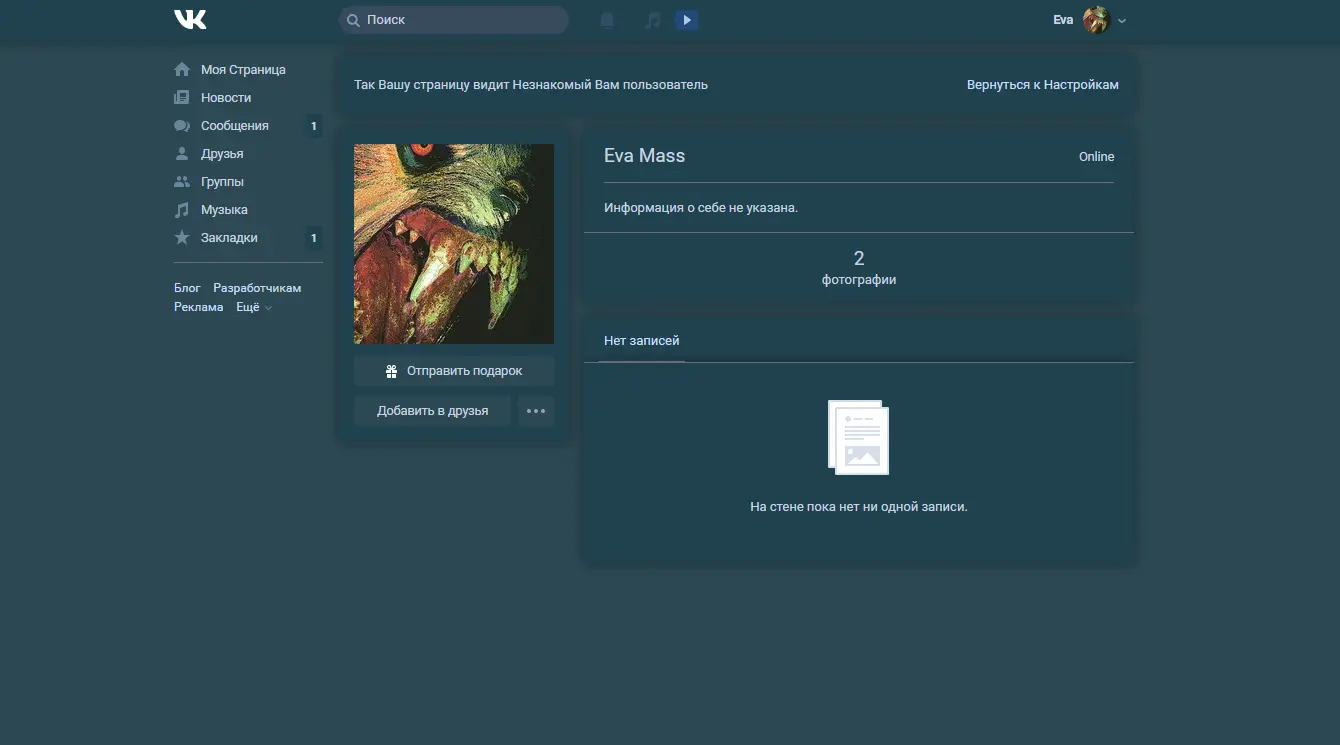 VK
Поиск
Eva
Моя Страница
Новости
Сообщения 1
Друзья
Группы
Музыка
Закладки 1
Блог Разработчикам
Реклама Ещё
Так Вашу страницу видит Незнакомый Вам пользователь
Вернуться к Настройкам
Отправить подарок
Добавить в друзья
Eva Mass
Online
Информация о себе не указана.
2
фотографии
Нет записей
На стене пока нет ни одной записи.